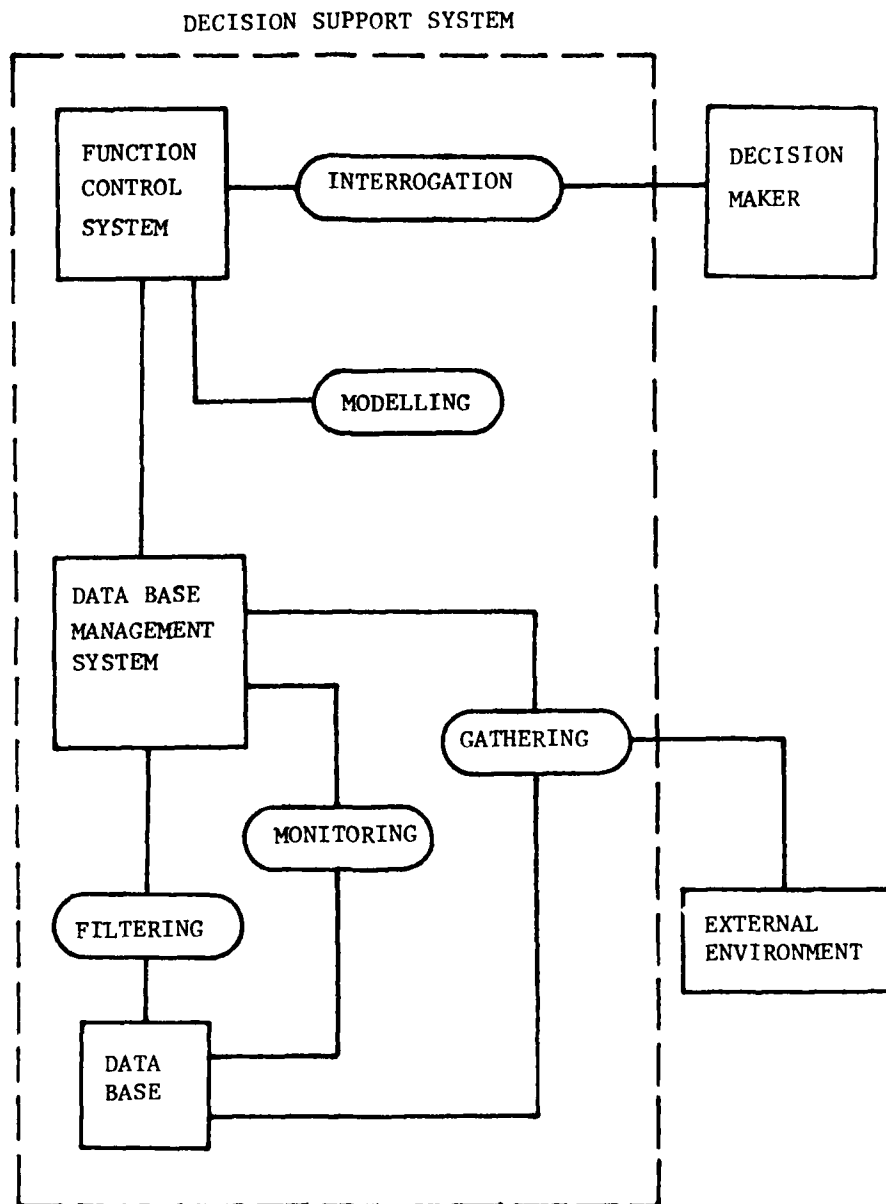 DECISION SUPPORT SYSTEM
FUNCTION
CONTROL
SYSTEM
INTERROGATION
DECISION
MAKER
MODELLING
DATA BASE
MANAGEMENT
SYSTEM
GATHERING
MONITORING
FILTERING
EXTERNAL
ENVIRONMENT
DATA
BASE